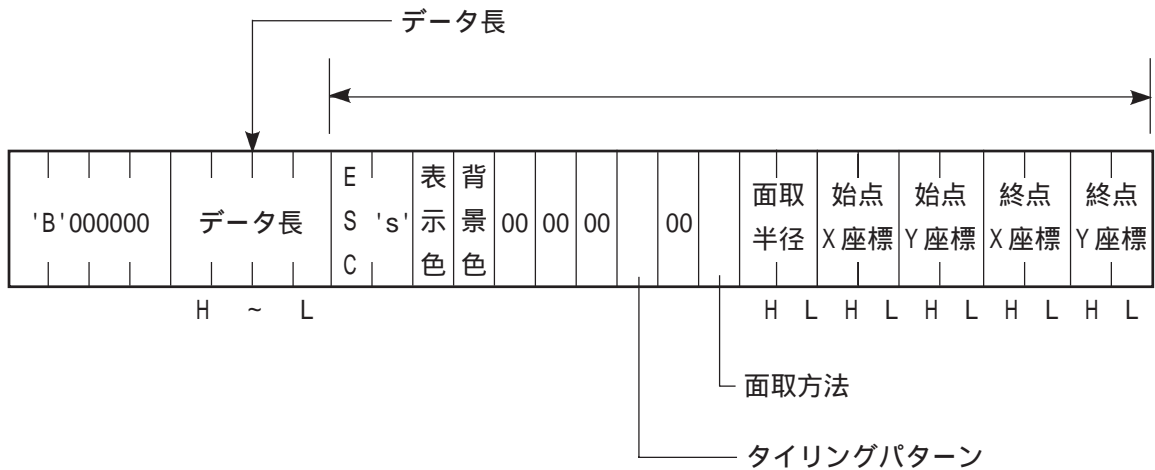 データ長
'B'000000
データ長
ESC
's'
表示色
背景色
00
00
00
00
面取
半径
始点
X座標
始点
Y座標
終点
X座標
終点
Y座標
H ~ L
H L H L H L H L H L
面取方法
タイリングパターン